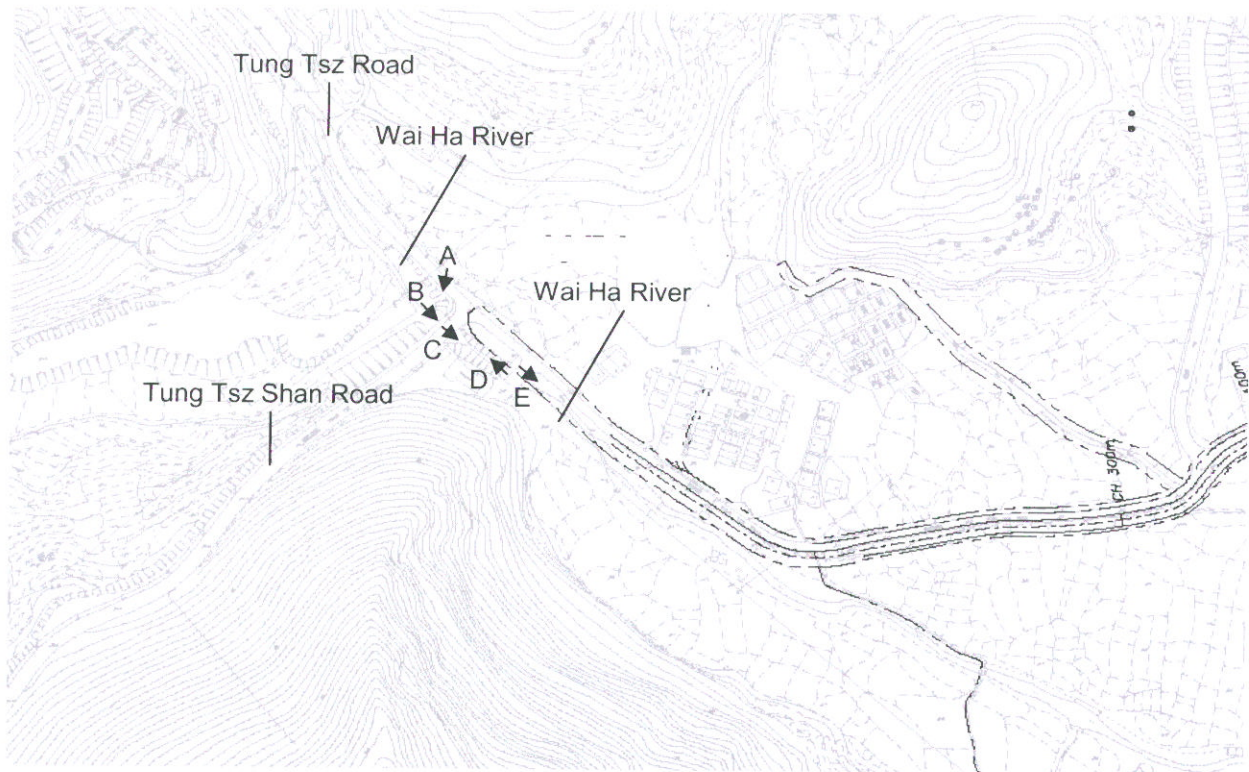 Tung Tsz Road
Wai Ha River
A
B
Wai Ha River
C
D
E
Tung Tsz Shan Road
CH 300m